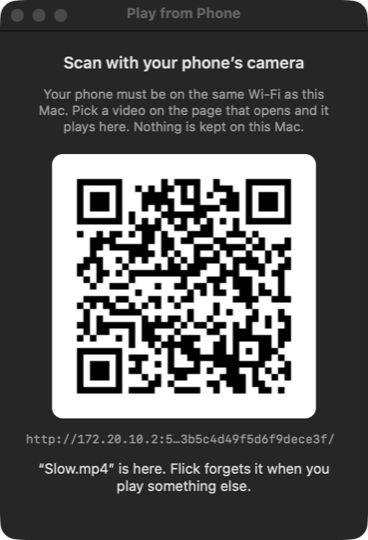 Play from Phone
Scan with your phone’s camera
Your phone must be on the same Wi-Fi as this
Mac. Pick a video on the page that opens and it
plays here. Nothing is kept on this Mac.
http://172.20.10.2:5…3b5c4d49f5d6f9dece3f/
“Slow.mp4” is here. Flick forgets it when you
play something else.